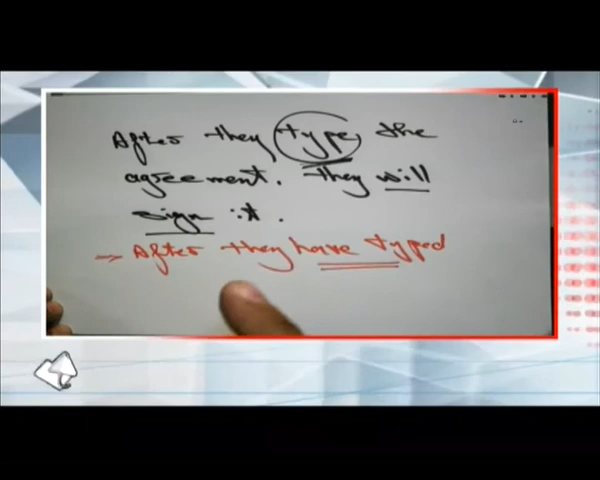 After they type the
agreement. They will
sign it.
→ After they have typed